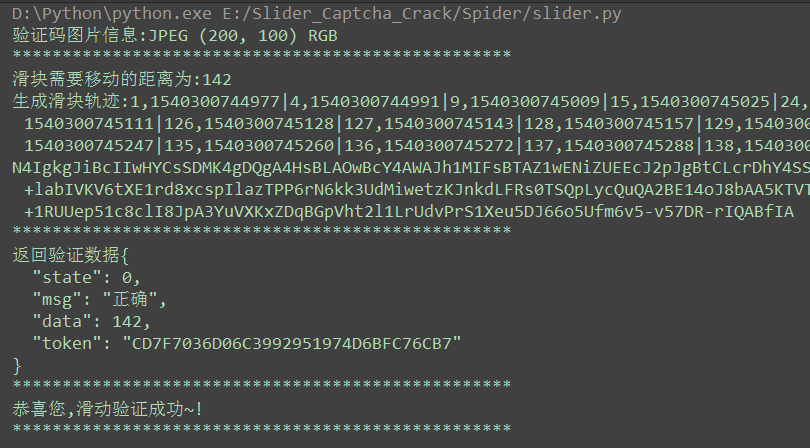 D:\Python\python.exe E:/Slider_Captcha_Crack/Spider/slider.py
验证码图片信息:JPEG (200, 100) RGB
**************************************************
滑块需要移动的距离为:142
生成滑块轨迹:1,1540300744977|4,1540300744991|9,1540300745009|15,1540300745025|24,
1540300745111|126,1540300745128|127,1540300745143|128,1540300745157|129,1540300
1540300745247|135,1540300745260|136,1540300745272|137,1540300745288|138,1540300
N4IgkgJiBcIIwHYCsSDMK4gDQgA4HsBLAOwBcY4AWAJh1MIFsBTAZ1wENiZUEEcJ2pJgBtCLcrDhY4SS
+labIVKV6tXE1rd8xcspIlazTPP6rN6kk3UdMiwetzKJnkdLFRs0TSQpLycQuQA2BE14oJ8bAA5KTVT
+1RUUep51c8clI8JpA3YuVXKxZDqBGpVht2l1LrUdvPrS1Xeu5DJ66o5Ufm6v5-v57DR-rIQABfIA
**************************************************
返回验证数据{
"state": 0,
"msg": "正确",
"data": 142,
"token": "CD7F7036D06C3992951974D6BFC76CB7"
}
**************************************************
恭喜您,滑动验证成功~!
**************************************************